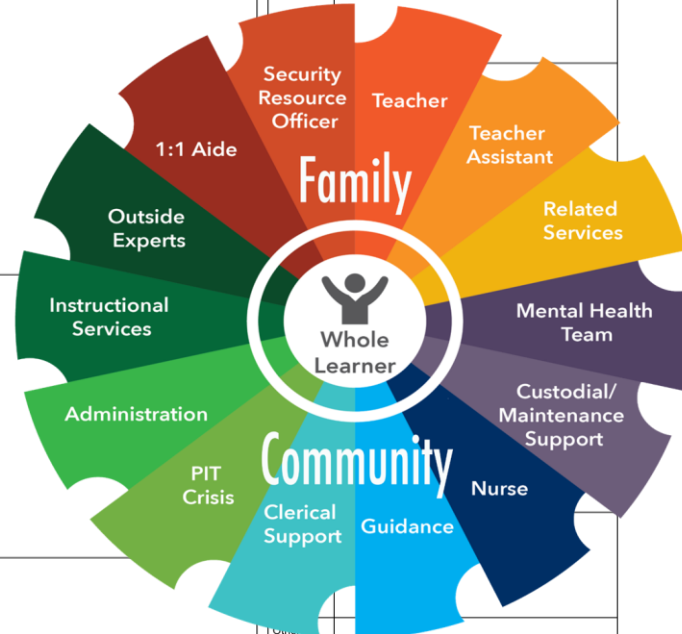 Security
Resource
Officer
Teacher
Teacher
Assistant
Related
Services
Mental Health
Team
Custodial/
Maintenance
Support
Nurse
Guidance
Clerical
Support
PIT
Crisis
Administration
Instructional
Services
Outside
Experts
1:1 Aide
Family
Whole
Learner
Community